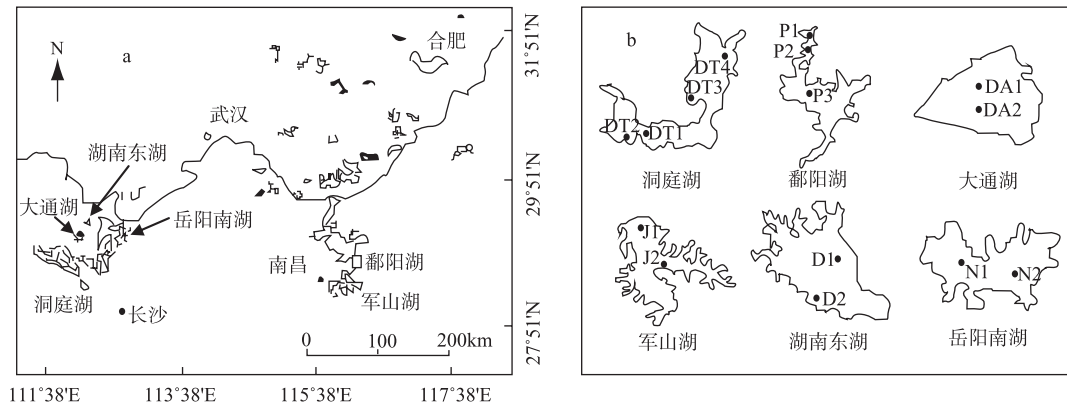 N
a
合肥
武汉
湖南东湖
大通湖
岳阳南湖
洞庭湖
长沙
南昌
鄱阳湖
军山湖
0 100 200km
31°51'N
29°51'N
27°51'N
111°38'E 113°38'E 115°38'E 117°38'E
b
DT4
DT3
DT2
DT1
洞庭湖
P1
P2
P3
鄱阳湖
DA1
DA2
大通湖
J1
J2
军山湖
D1
D2
湖南东湖
N1
N2
岳阳南湖